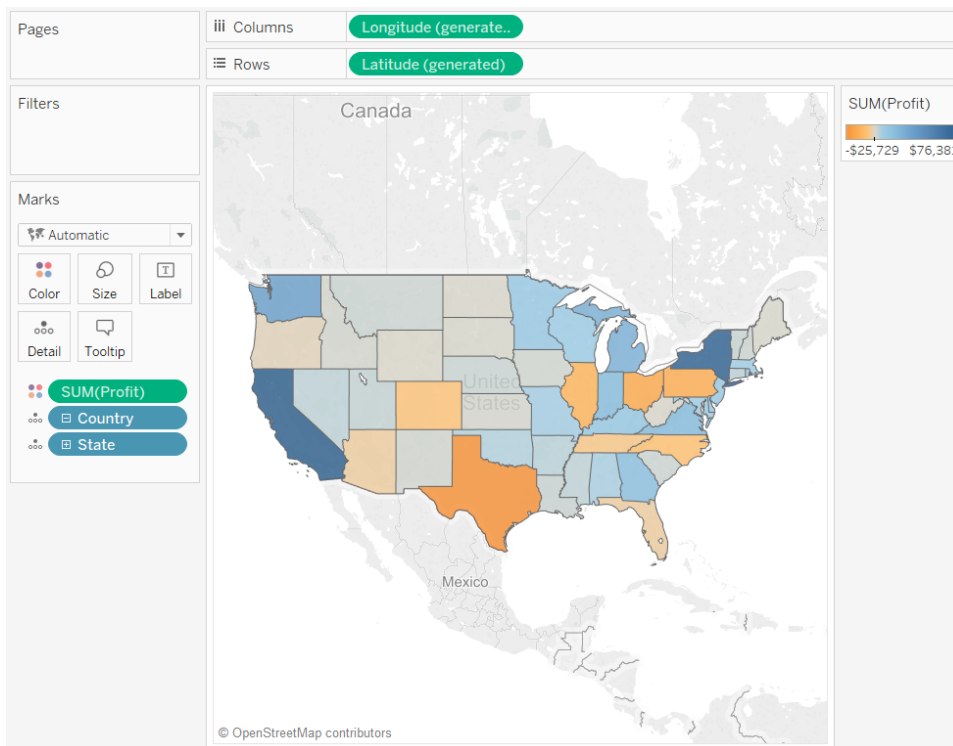 Pages
Columns
Longitude (generate..
Rows
Latitude (generated)
Filters
Marks
Automatic
Color
Size
Label
Detail
Tooltip
SUM(Profit)
Country
State
Canada
United
States
Mexico
© OpenStreetMap contributors
SUM(Profit)
-$25,729 $76,381